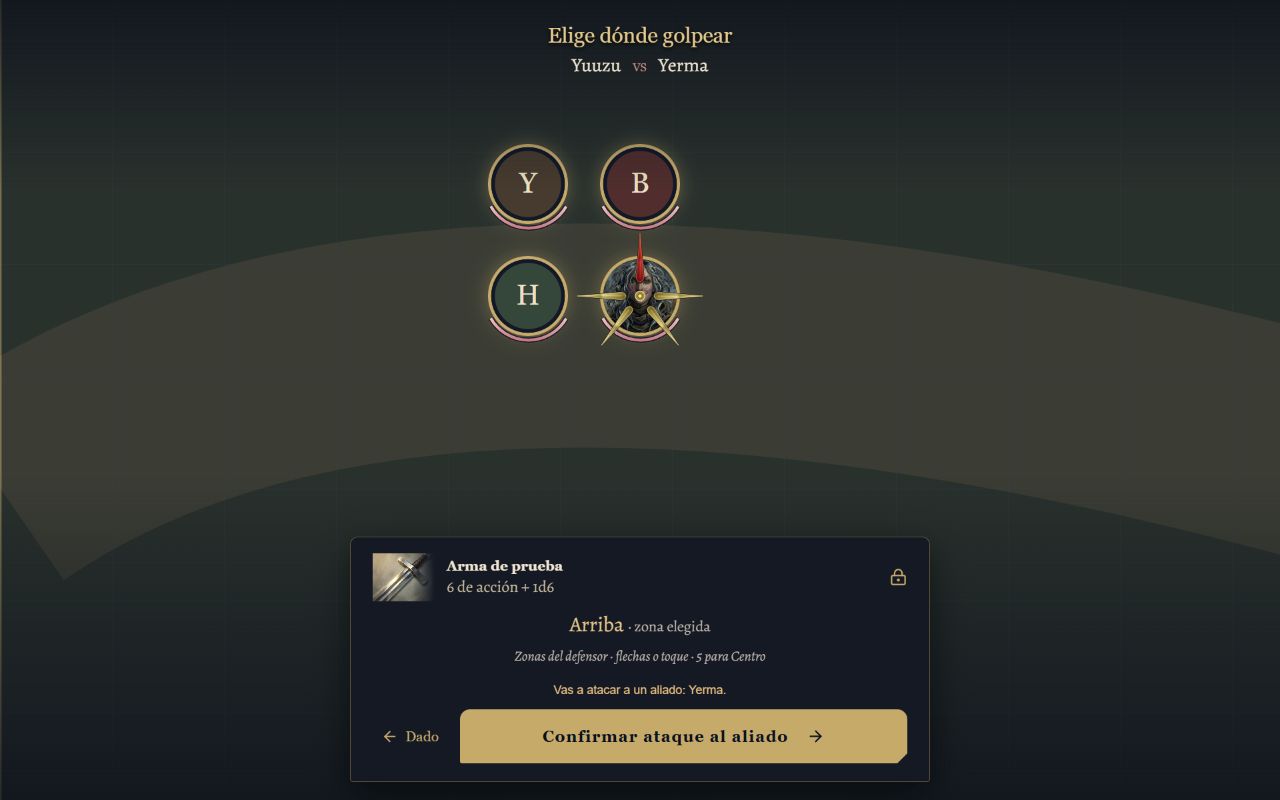 Elige dónde golpear
Yuuzu vs Yerma
Y B
H
Arma de prueba
6 de acción + 1d6
Arriba · zona elegida
Zonas del defensor · flechas o toque · 5 para Centro
Vas a atacar a un aliado: Yerma.
← Dado
Confirmar ataque al aliado →